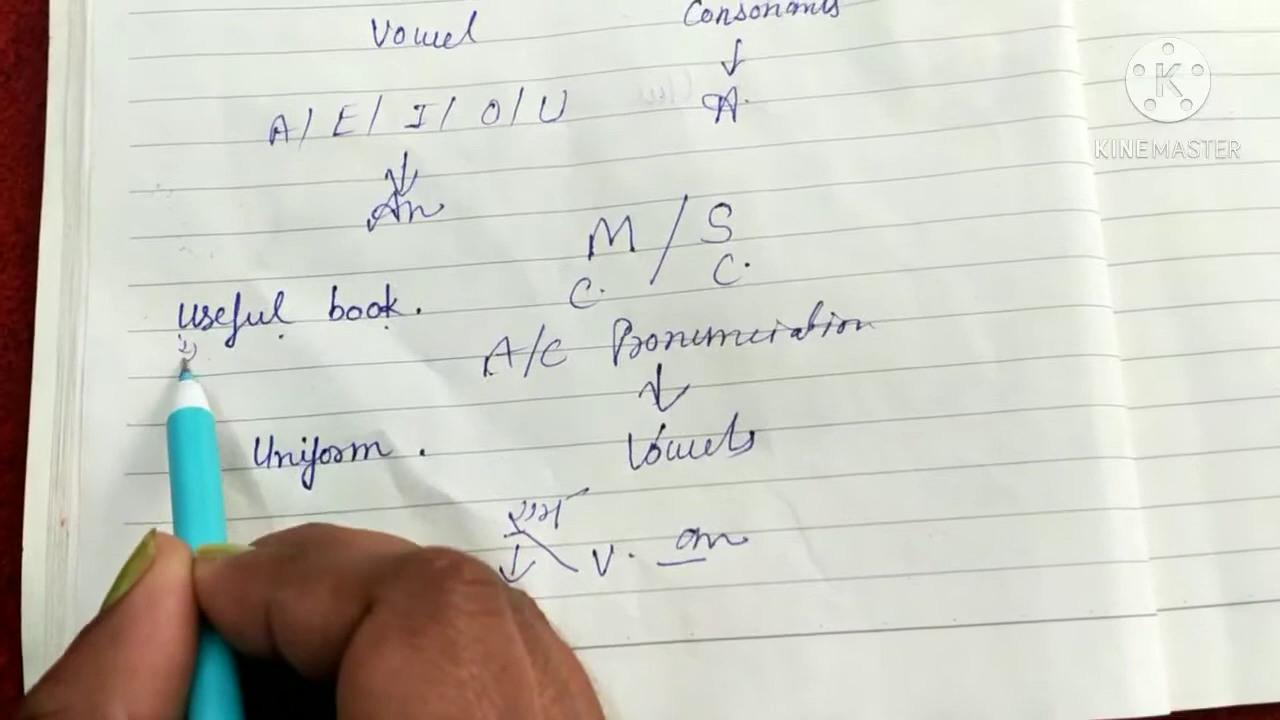 Vowel Consonants
A/ E/ I/ O/ U A.
An
M / S
C. C.
useful book.
A/C Pronunciation
Vowels
Uniform.
V. an
K
KINEMASTER